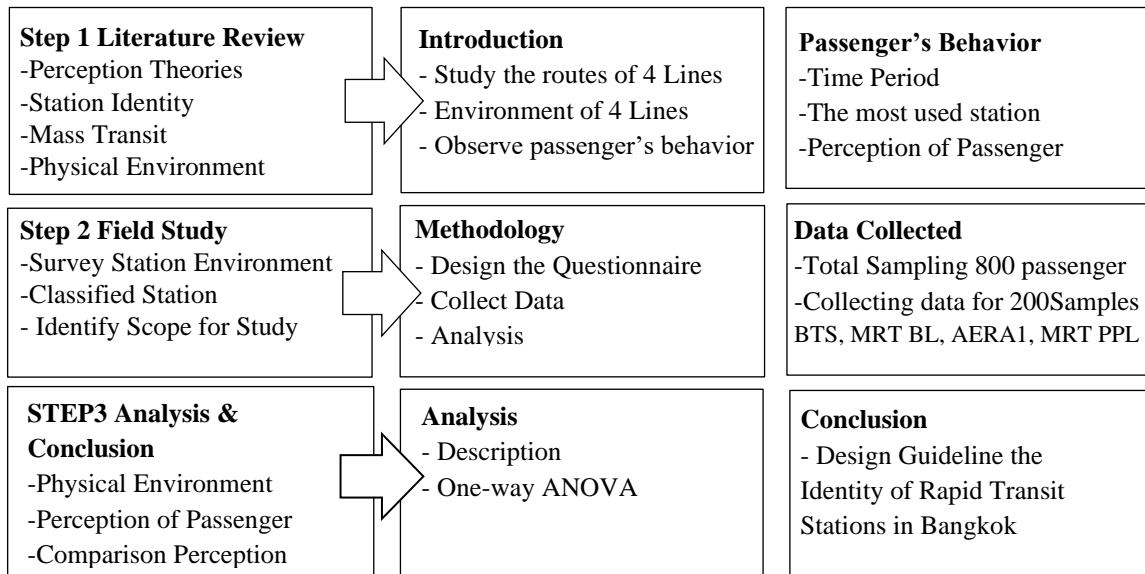 Step 1 Literature Review
-Perception Theories
-Station Identity
-Mass Transit
-Physical Environment
Introduction
- Study the routes of 4 Lines
- Environment of 4 Lines
- Observe passenger's behavior
Passenger's Behavior
-Time Period
-The most used station
-Perception of Passenger
Step 2 Field Study
-Survey Station Environment
-Classified Station
- Identify Scope for Study
Methodology
- Design the Questionnaire
- Collect Data
- Analysis
Data Collected
-Total Sampling 800 passenger
-Collecting data for 200Samples
BTS, MRT BL, AERA1, MRT PPL
STEP3 Analysis &
Conclusion
-Physical Environment
-Perception of Passenger
-Comparison Perception
Analysis
- Description
- One-way ANOVA
Conclusion
- Design Guideline the
Identity of Rapid Transit
Stations in Bangkok